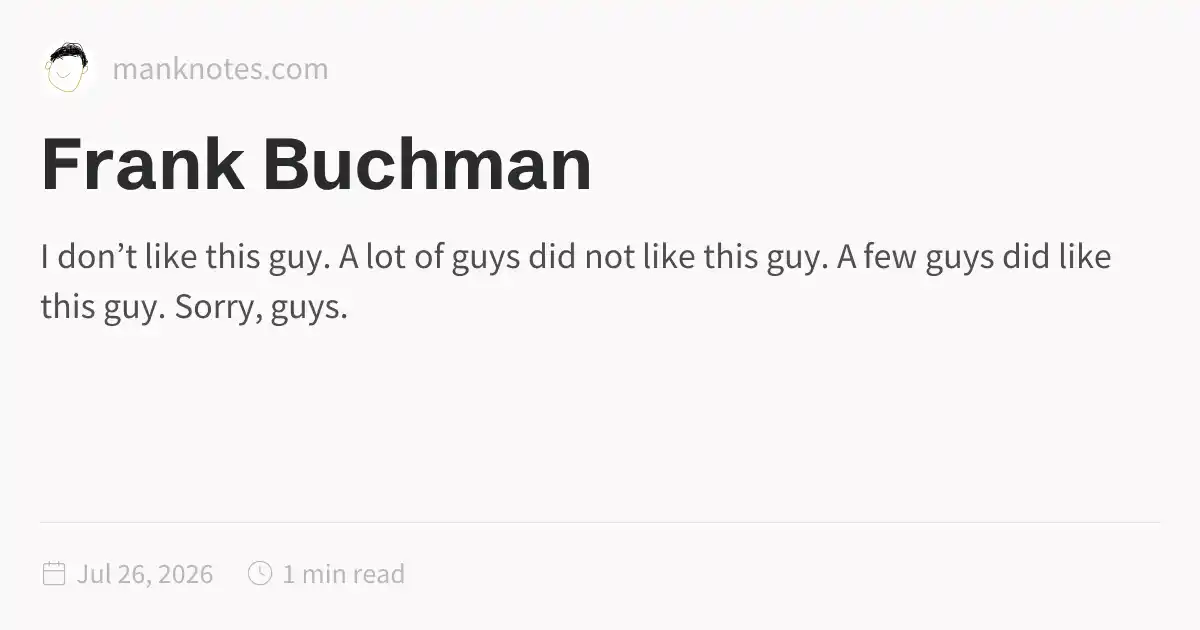 manknotes.com
Frank Buchman
I don’t like this guy. A lot of guys did not like this guy. A few guys did like
this guy. Sorry, guys.
Jul 26, 2026 1 min read